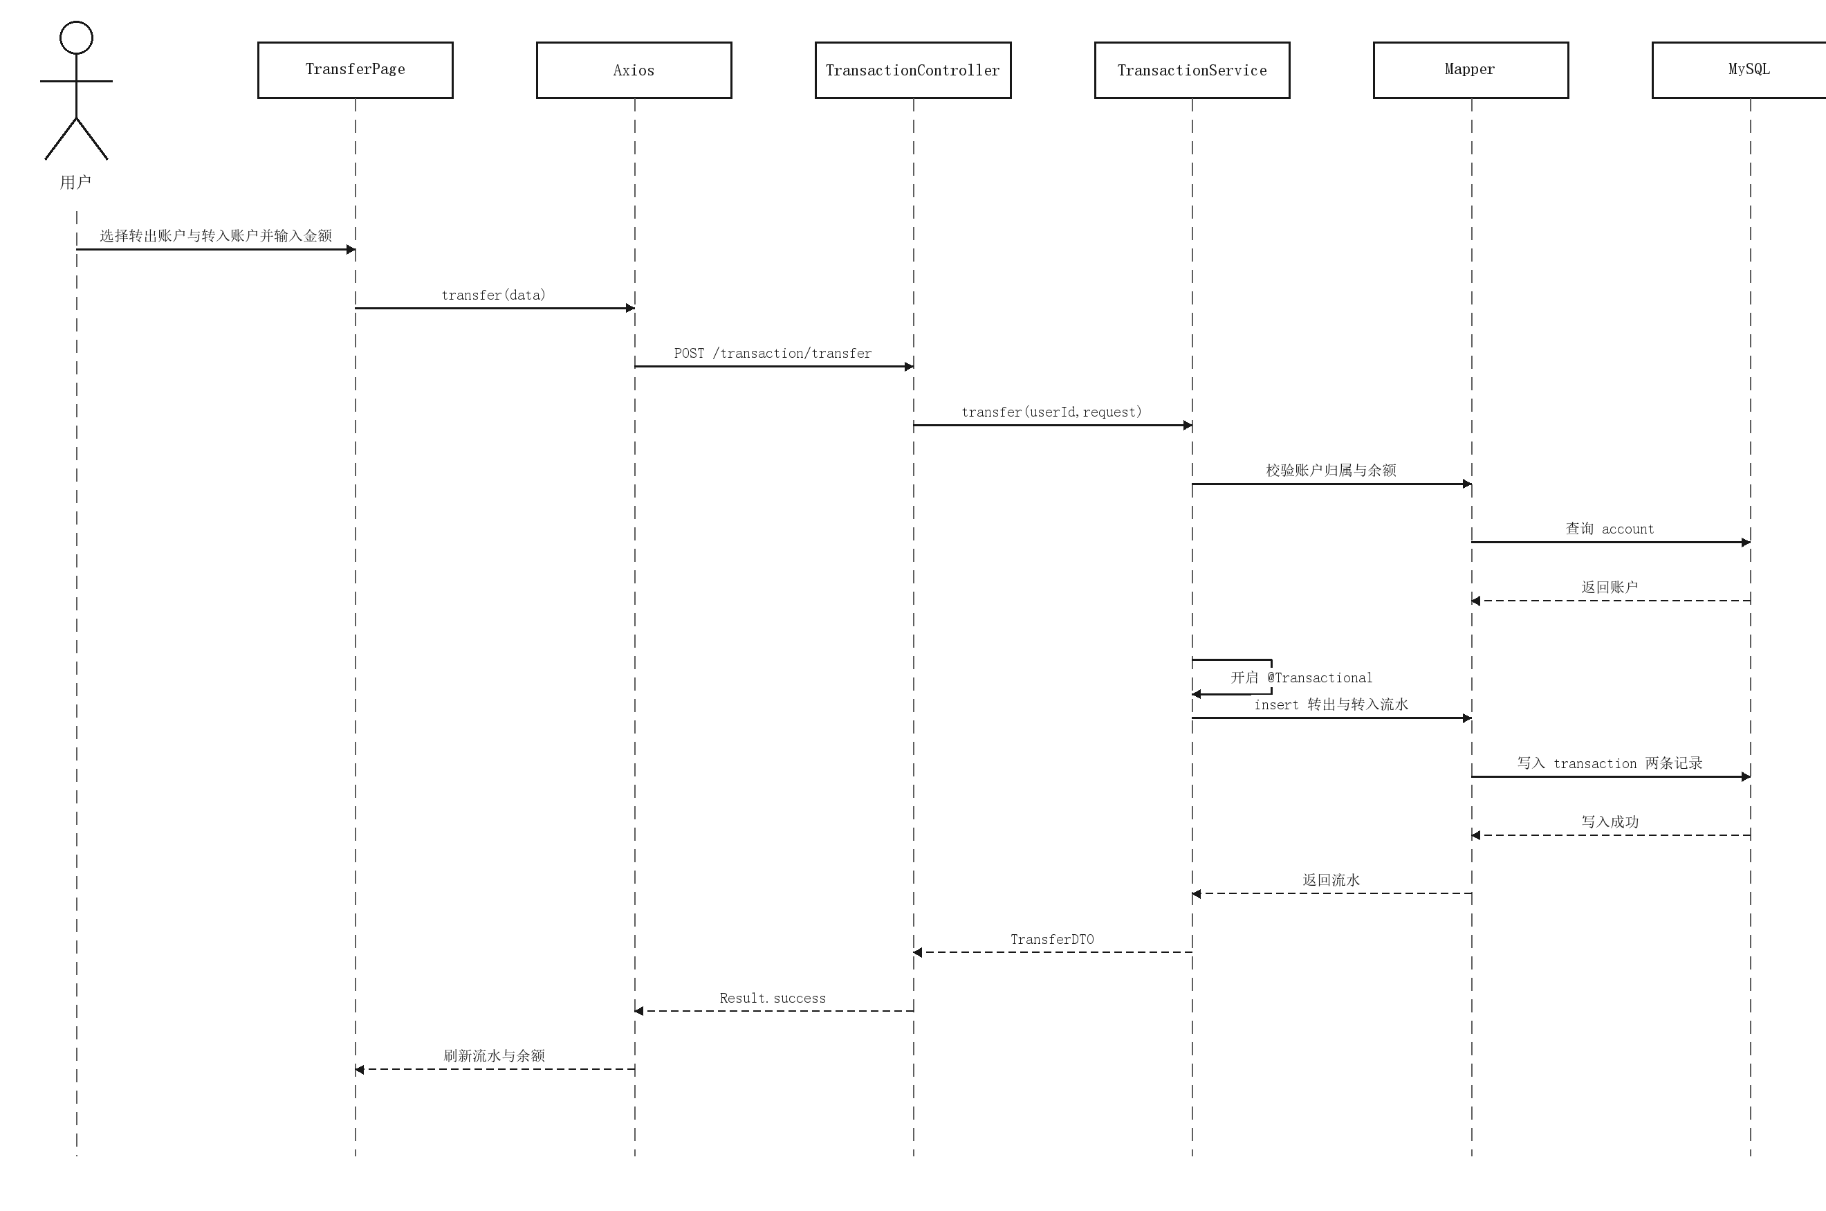 TransferPage
Axios
TransactionController
TransactionService
Mapper
MySQL
用户
选择转出账户与转入账户并输入金额
transfer(data)
POST /transaction/transfer
transfer(userId,request)
校验账户归属与余额
查询 account
返回账户
开启 @Transactional
insert 转出与转入流水
写入 transaction 两条记录
写入成功
返回流水
TransferDTO
Result.success
刷新流水与余额